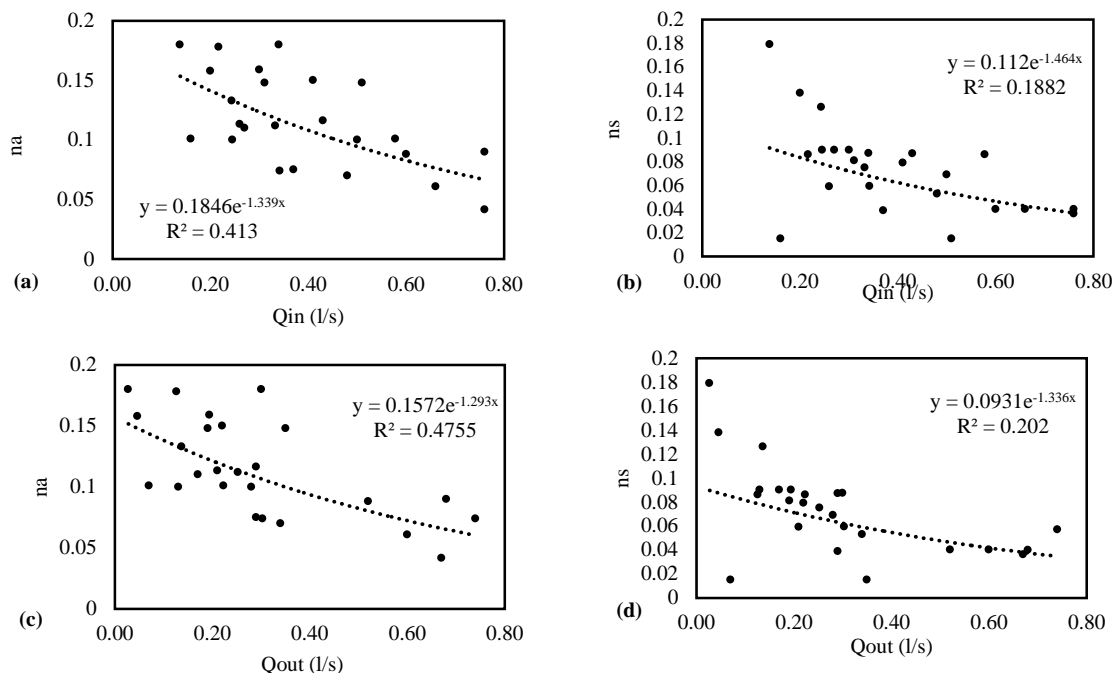 0.2
0.15
0.1
0.05
0
na
y = 0.1846e-1.339x
R² = 0.413
(a)
0.00
0.20
0.40
0.60
0.80
Qin (l/s)
0.2
0.18
0.16
0.14
0.12
0.1
0.08
0.06
0.04
0.02
0
ns
y = 0.112e-1.464x
R² = 0.1882
(b)
0.00
0.20
0.40
0.60
0.80
Qin (l/s)
0.2
0.15
0.1
0.05
0
na
y = 0.1572e-1.293x
R² = 0.4755
(c)
0.00
0.20
0.40
0.60
0.80
Qout (l/s)
0.2
0.18
0.16
0.14
0.12
0.1
0.08
0.06
0.04
0.02
0
ns
y = 0.0931e-1.336x
R² = 0.202
(d)
0.00
0.20
0.40
0.60
0.80
Qout (l/s)